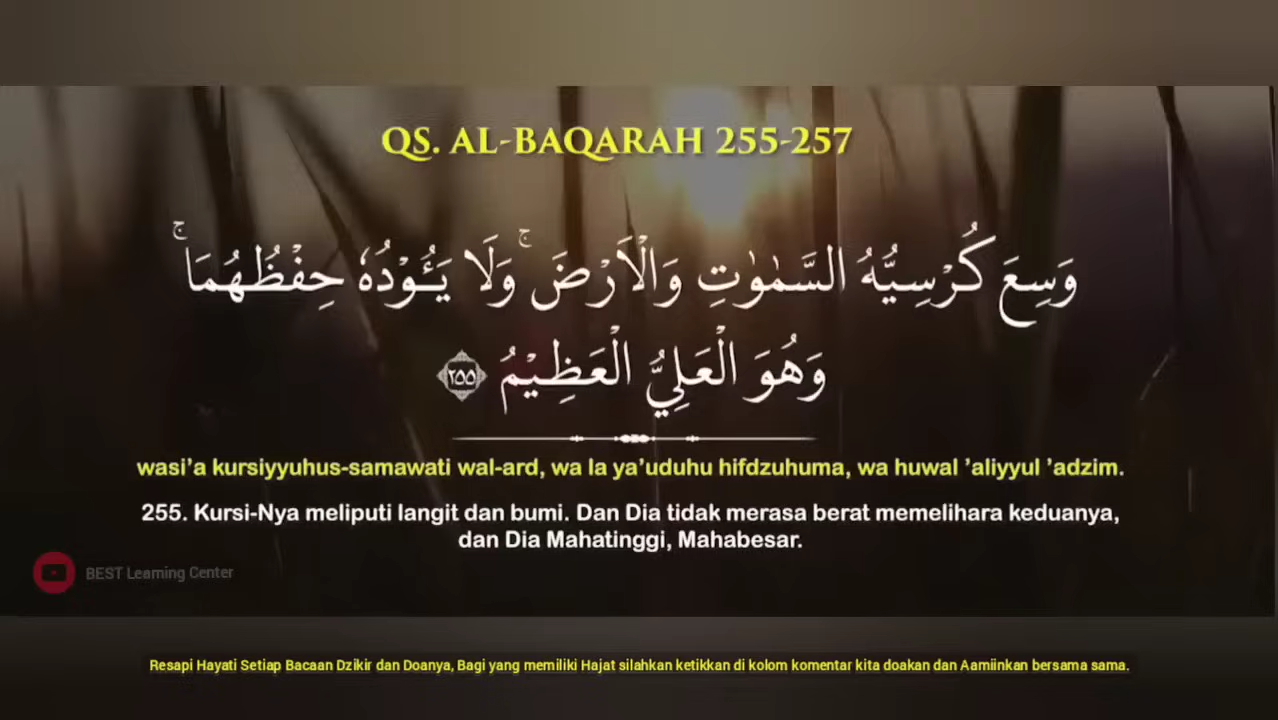 QS. AL-BAQARAH 255-257
وَسِعَ كُرْسِيُّهُ السَّمٰوٰتِ وَالْاَرْضَۚ وَلَا يَـُٔوْدُهٗ حِفْظُهُمَاۚ
وَهُوَ الْعَلِيُّ الْعَظِيْمُ ٢٥٥
wasi’a kursiyyuhus-samawati wal-ard, wa la ya’uduhu hifdzuhuma, wa huwal ’aliyyul ’adzim.
255. Kursi-Nya meliputi langit dan bumi. Dan Dia tidak merasa berat memelihara keduanya,
dan Dia Mahatinggi, Mahabesar.
BEST Learning Center
Resapi Hayati Setiap Bacaan Dzikir dan Doanya, Bagi yang memiliki Hajat silahkan ketikkan di kolom komentar kita doakan dan Aamiinkan bersama sama.